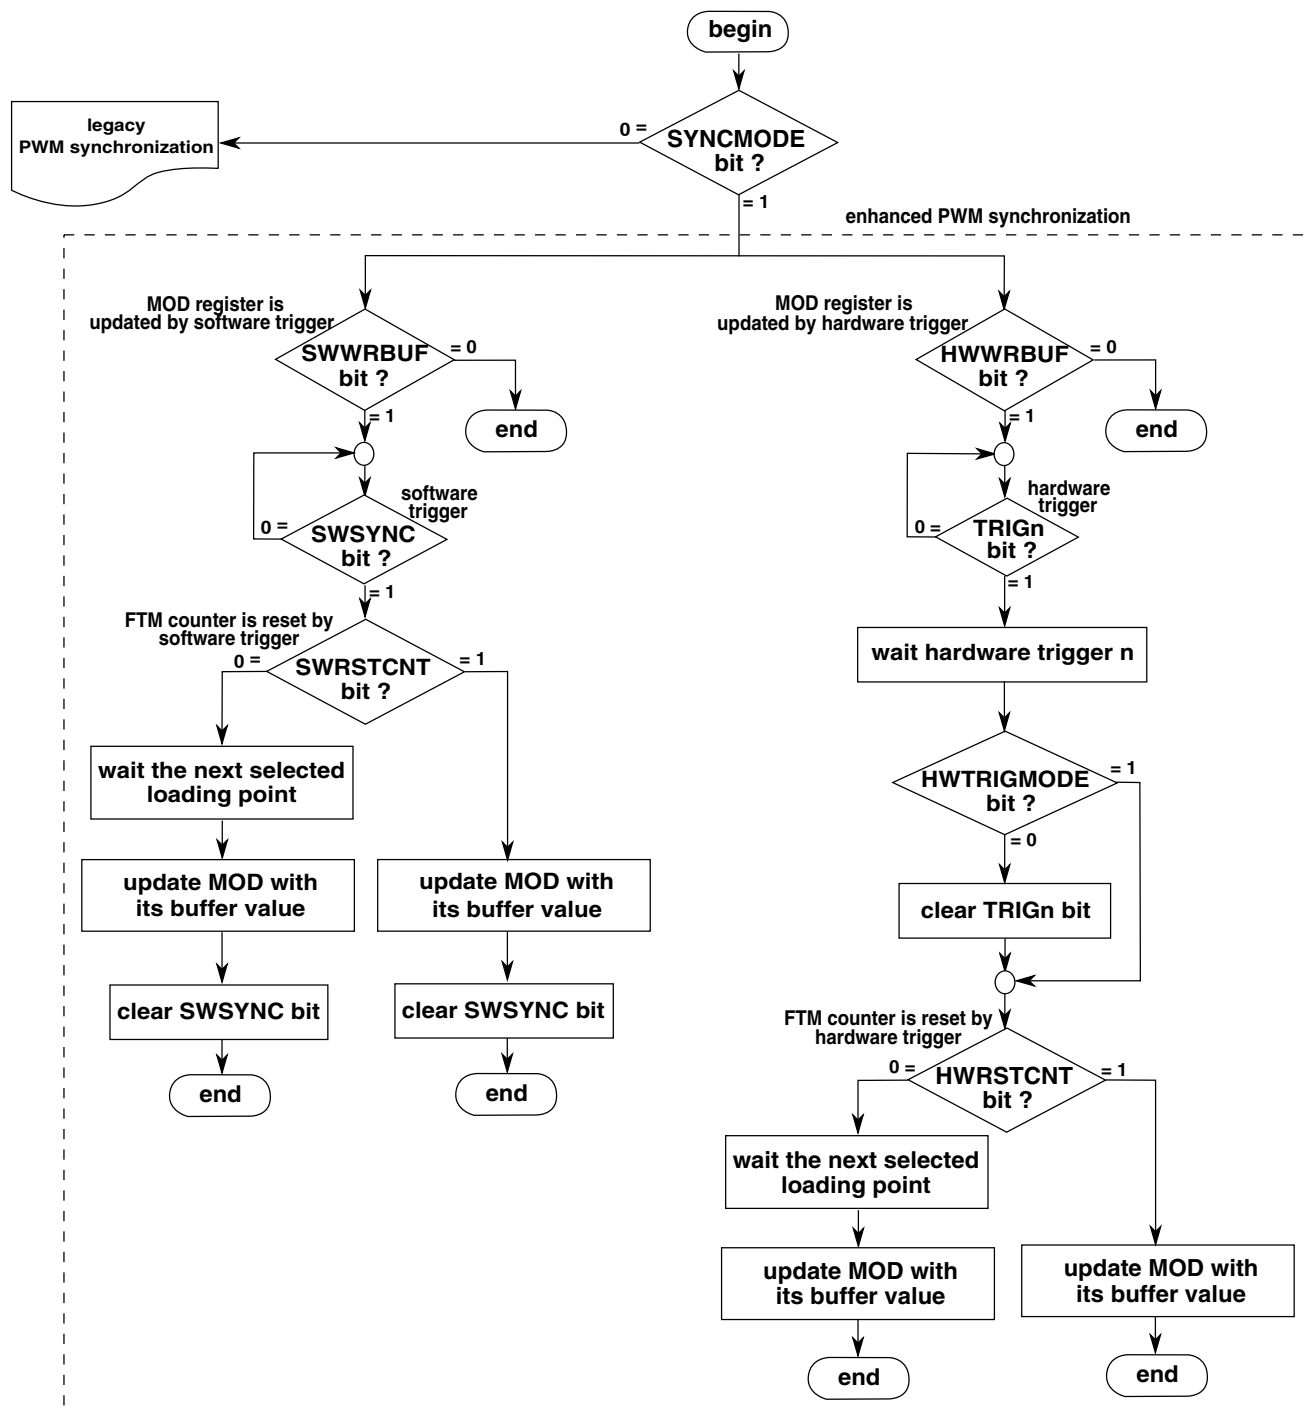 begin
SYNCMODE
bit ?
0 =
= 1
legacy
PWM synchronization
enhanced PWM synchronization
MOD register is
updated by software trigger
SWWRBUF
bit ?
= 0
end
= 1
software
trigger
SWSYNC
bit ?
0 =
= 1
FTM counter is reset by
software trigger
SWRSTCNT
bit ?
0 =
= 1
wait the next selected
loading point
update MOD with
its buffer value
clear SWSYNC bit
end
update MOD with
its buffer value
clear SWSYNC bit
end
MOD register is
updated by hardware trigger
HWWRBUF
bit ?
= 0
end
= 1
hardware
trigger
TRIGn
bit ?
0 =
= 1
wait hardware trigger n
HWTRIGMODE
bit ?
= 1
= 0
clear TRIGn bit
FTM counter is reset by
hardware trigger
HWRSTCNT
bit ?
0 =
= 1
wait the next selected
loading point
update MOD with
its buffer value
end
update MOD with
its buffer value
end